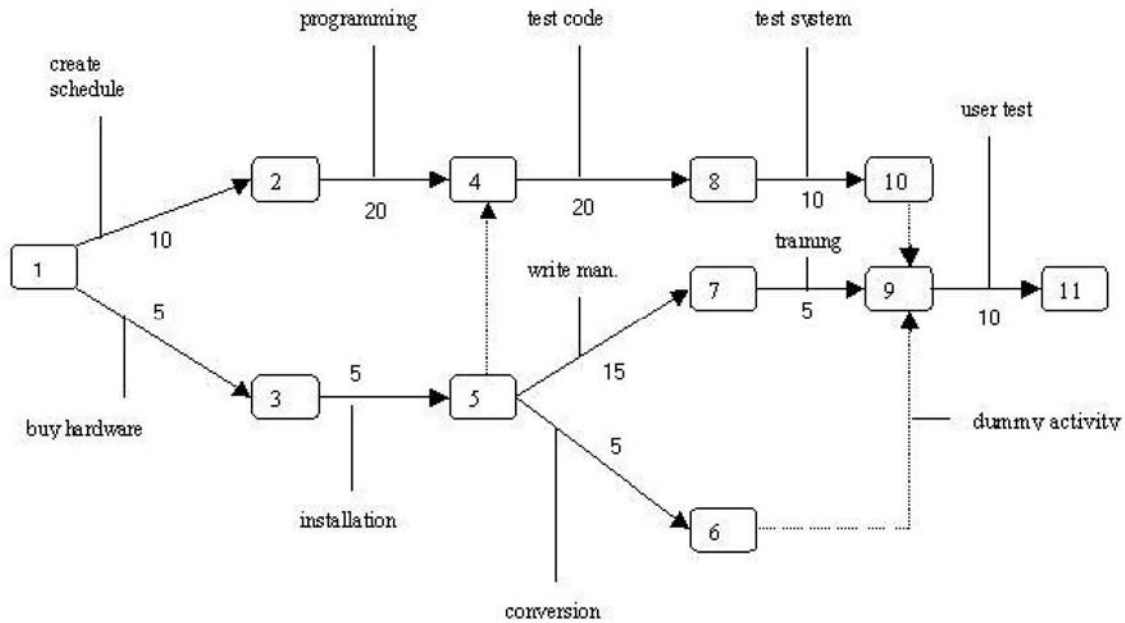 programming
test code
test system
create
schedule
user test
2
4
8
10
20
20
10
10
training
1
write man.
7
9
11
5
5
10
5
15
3
5
buy hardware
5
dummy activity
installation
6
conversion